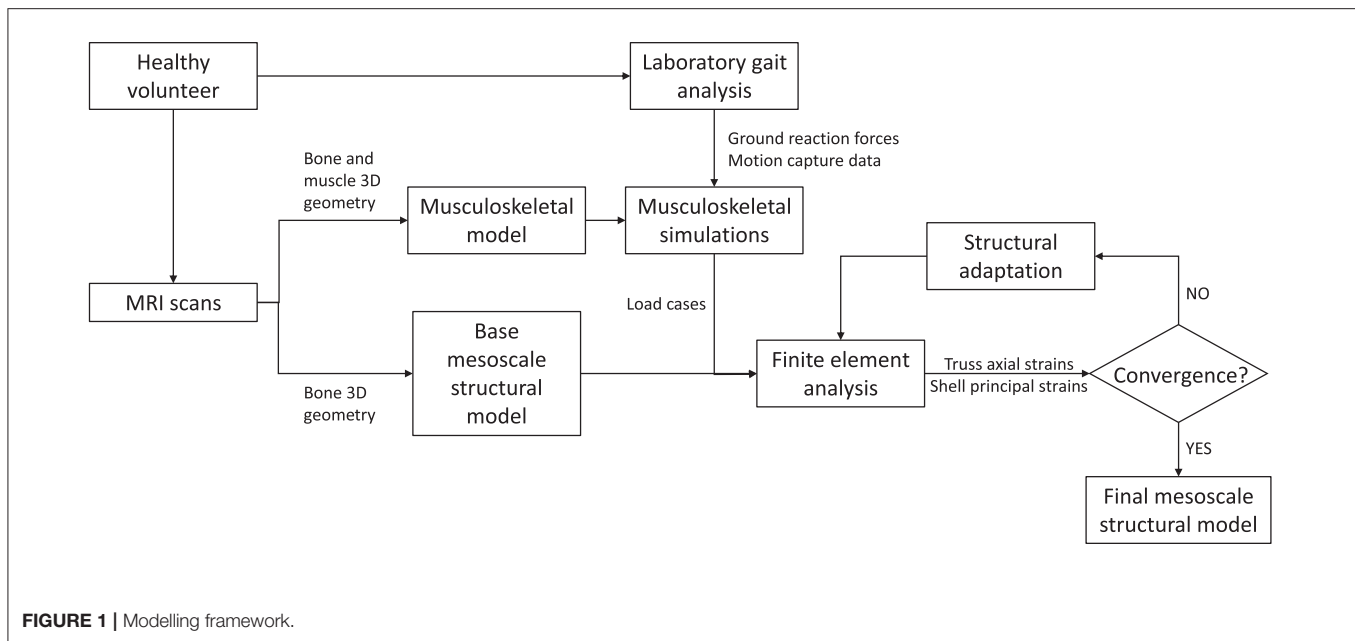 Healthy
volunteer
Laboratory gait
analysis
Ground reaction forces
Motion capture data
Bone and
muscle 3D
geometry
Musculoskeletal
model
Musculoskeletal
simulations
Structural
adaptation
MRI scans
Load cases
NO
Base
mesoscale
structural
model
Bone 3D
geometry
Finite element
analysis
Truss axial strains
Shell principal strains
Convergence?
YES
Final mesoscale
structural model
FIGURE 1 | Modelling framework.